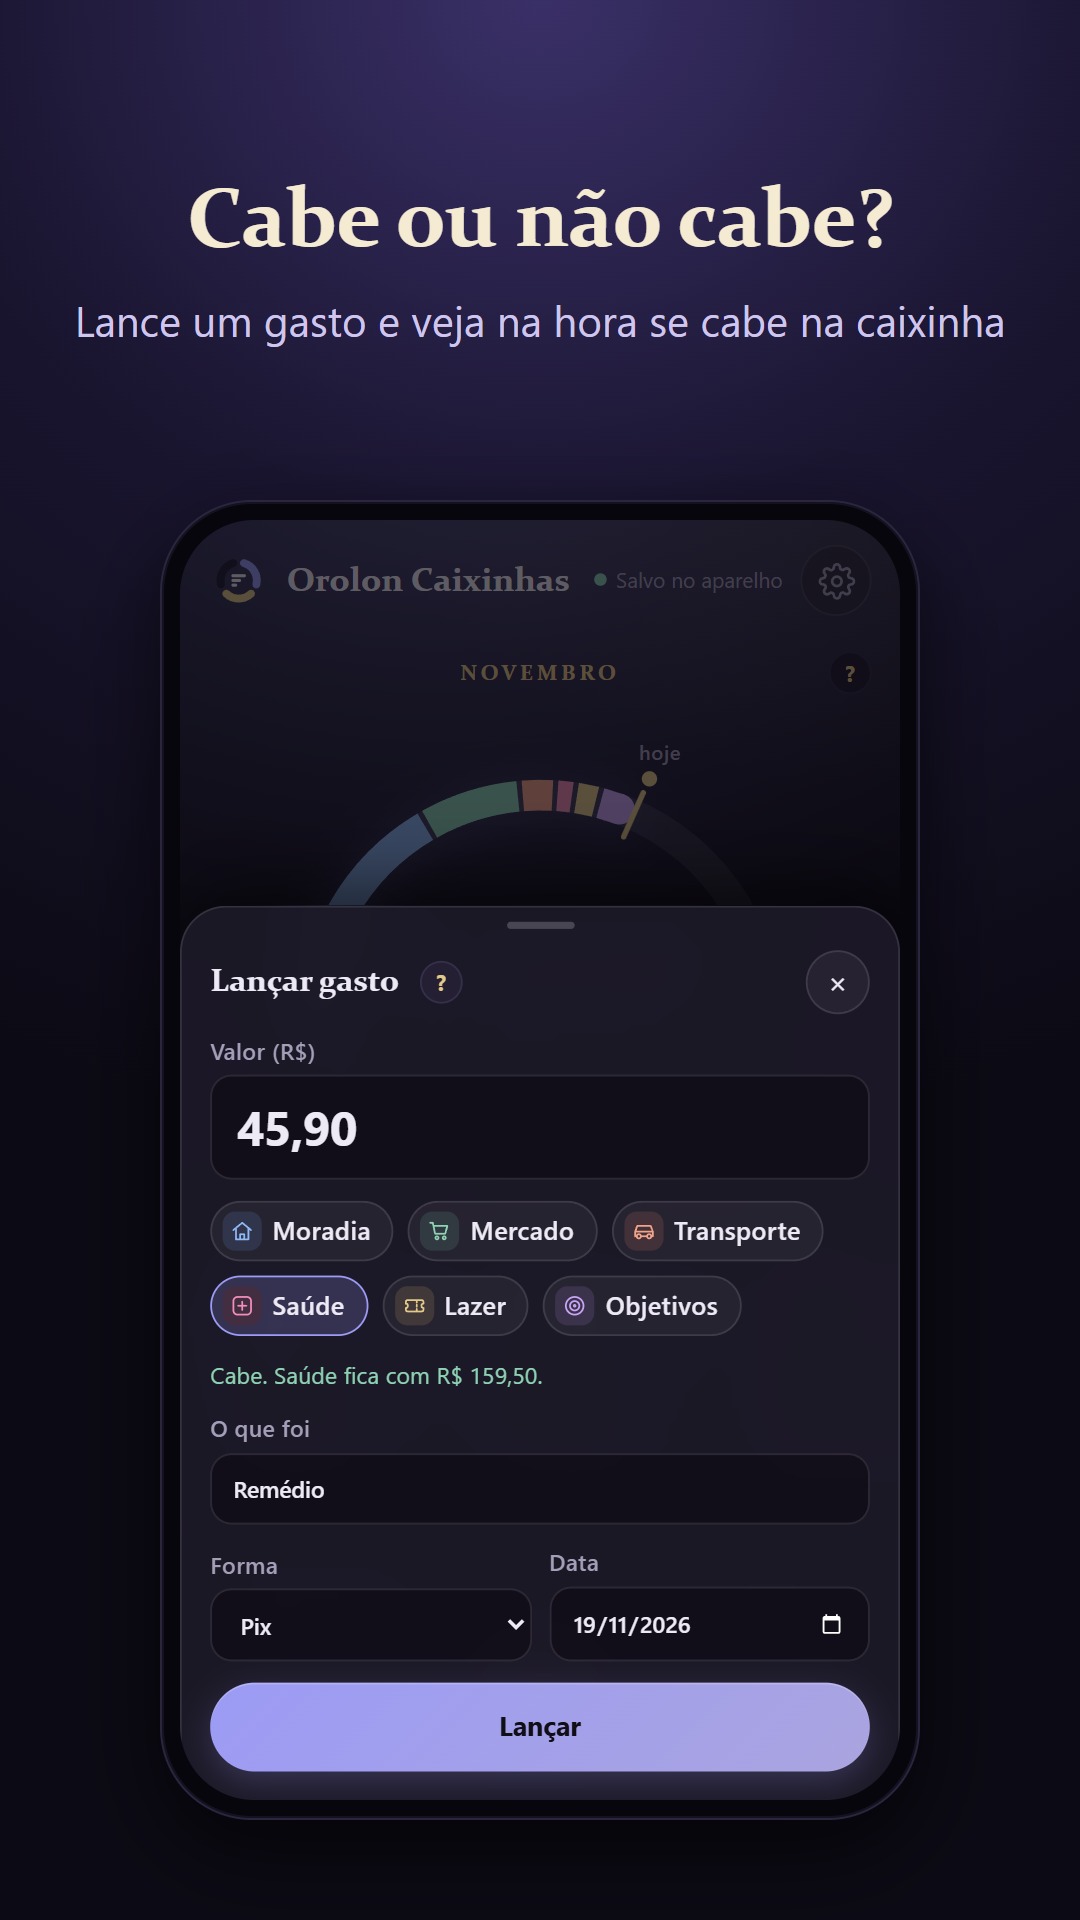 Cabe ou não cabe?
Lance um gasto e veja na hora se cabe na caixinha
Orolon Caixinhas
Salvo no aparelho
NOVEMBRO
?
hoje
Lançar gasto
?
×
Valor (R$)
45,90
Moradia
Mercado
Transporte
Saúde
Lazer
Objetivos
Cabe. Saúde fica com R$ 159,50.
O que foi
Remédio
Forma
Data
Pix
19/11/2026
Lançar